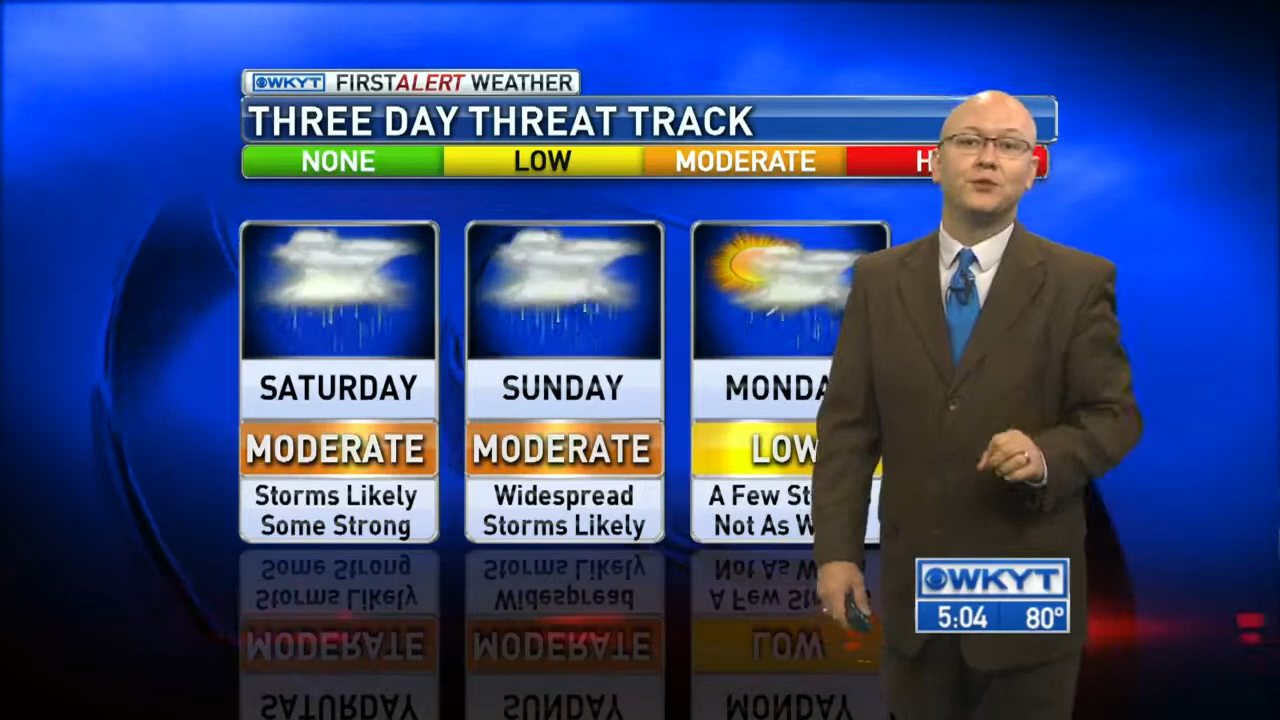 WKYT FIRSTALERT WEATHER
THREE DAY THREAT TRACK
NONE LOW MODERATE
SATURDAY SUNDAY
MODERATE MODERATE LOW
Storms Likely Widespread A Few
Some Strong Storms Likely Not As
WKYT
5:04 80°